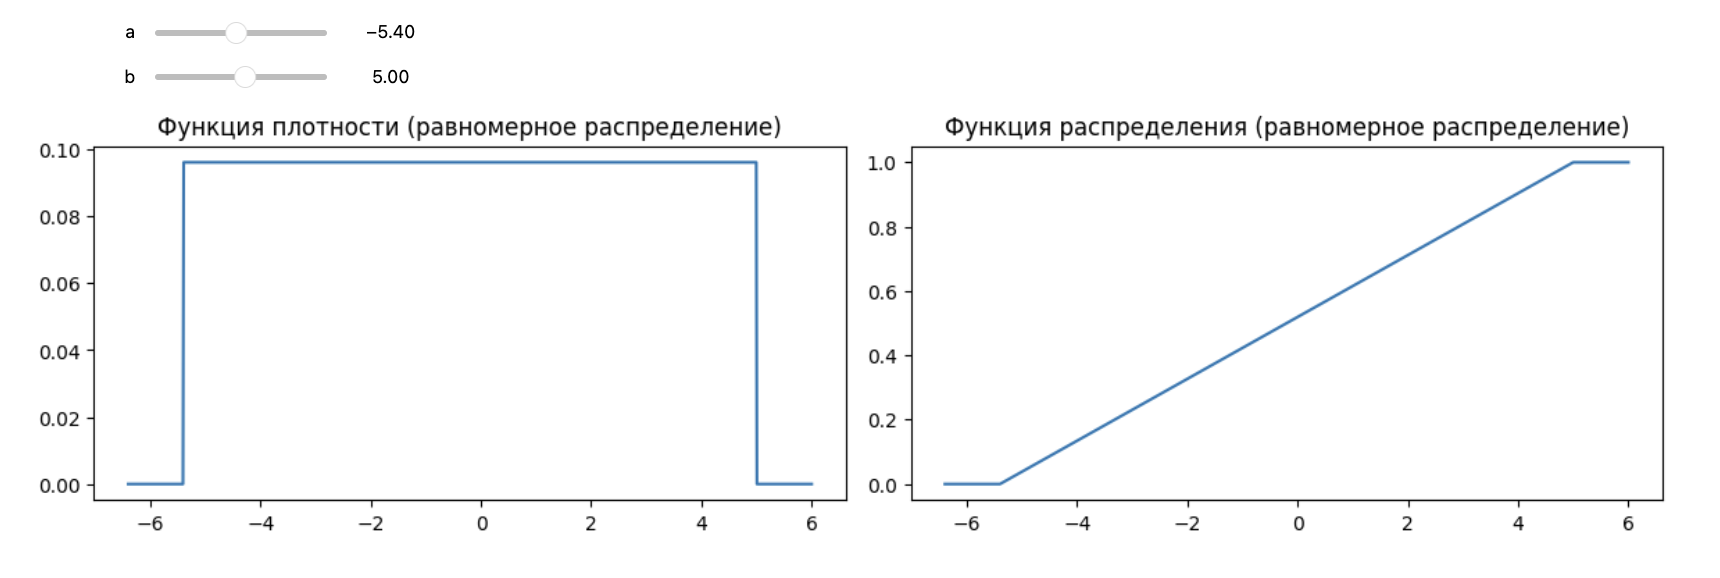 a −5.40
b 5.00
Функция плотности (равномерное распределение)
0.10
0.08
0.06
0.04
0.02
0.00
−6 −4 −2 0 2 4 6
Функция распределения (равномерное распределение)
1.0
0.8
0.6
0.4
0.2
0.0
−6 −4 −2 0 2 4 6